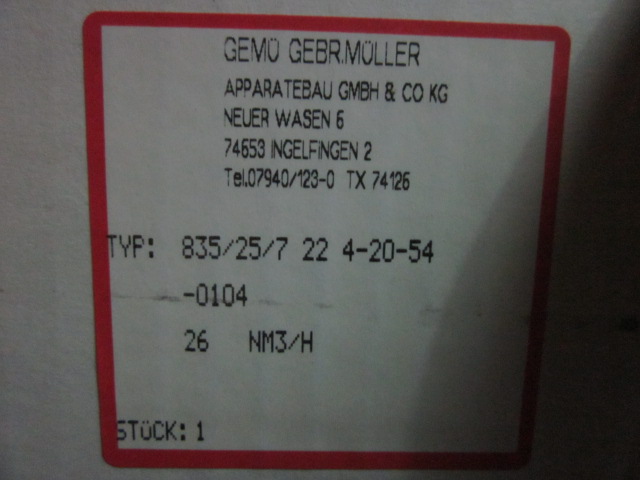 GEMÜ GEBR.MÜLLER
APPARATEBAU GMBH & CO KG
NEUER WASEN 6
74653 INGELFINGEN 2
Tel.07940/123-0 TX 74126
TYP: 835/25/7 22 4-20-54
-0104
26 NM3/H
STÜCK: 1